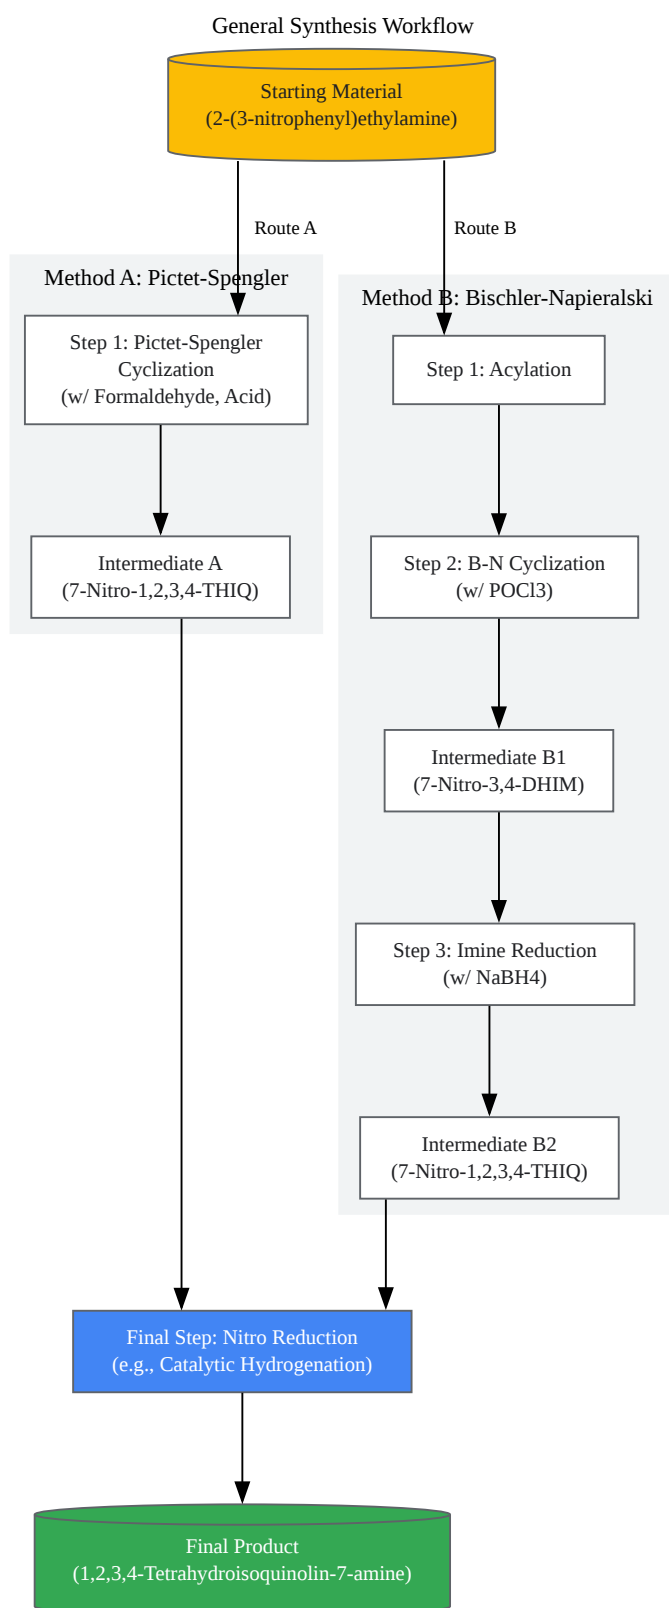 General Synthesis Workflow
Starting Material
(2-(3-nitrophenyl)ethylamine)
Route A
Route B
Method A: Pictet-Spengler
Step 1: Pictet-Spengler
Cyclization
(w/ Formaldehyde, Acid)
Intermediate A
(7-Nitro-1,2,3,4-THIQ)
Method B: Bischler-Napieralski
Step 1: Acylation
Step 2: B-N Cyclization
(w/ POCl3)
Intermediate B1
(7-Nitro-3,4-DHIM)
Step 3: Imine Reduction
(w/ NaBH4)
Intermediate B2
(7-Nitro-1,2,3,4-THIQ)
Final Step: Nitro Reduction
(e.g., Catalytic Hydrogenation)
Final Product
(1,2,3,4-Tetrahydroisoquinolin-7-amine)